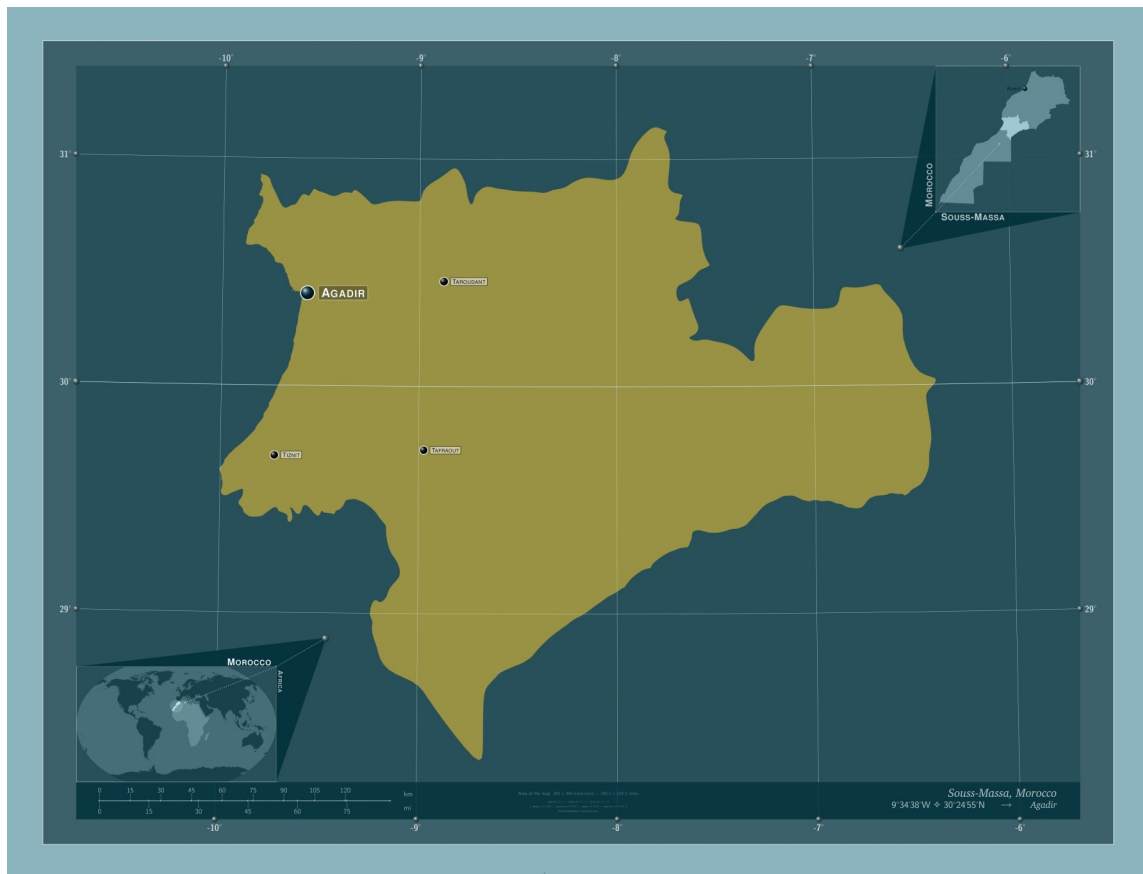 -10°
-9°
-8°
-7°
-6°
Rabat
31°
31°
MOROCCO
SOUSS-MASSA
TAROUDANT
AGADIR
30°
30°
TIZNIT
TAFRAOUT
29°
29°
MOROCCO
AFRICA
0 15 30 45 60 75 90 105 120
km
0 15 30 45 60 75
mi
Souss-Massa, Morocco
9°34'38"W ✧ 30°24'55"N → Agadir
-10°
-9°
-8°
-7°
-6°